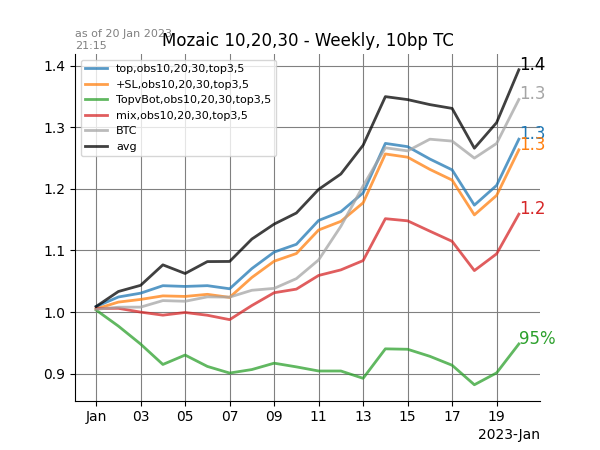 as of 20 Jan 2023
21:15
Mozaic 10,20,30 - Weekly, 10bp TC
top,obs10,20,30,top3,5
+SL,obs10,20,30,top3,5
TopvBot,obs10,20,30,top3,5
mix,obs10,20,30,top3,5
BTC
avg
1.4
1.3
1.2
1.1
1.0
0.9
1.4
1.3
1.3
1.3
1.2
95%
Jan 03 05 07 09 11 13 15 17 19
2023-Jan